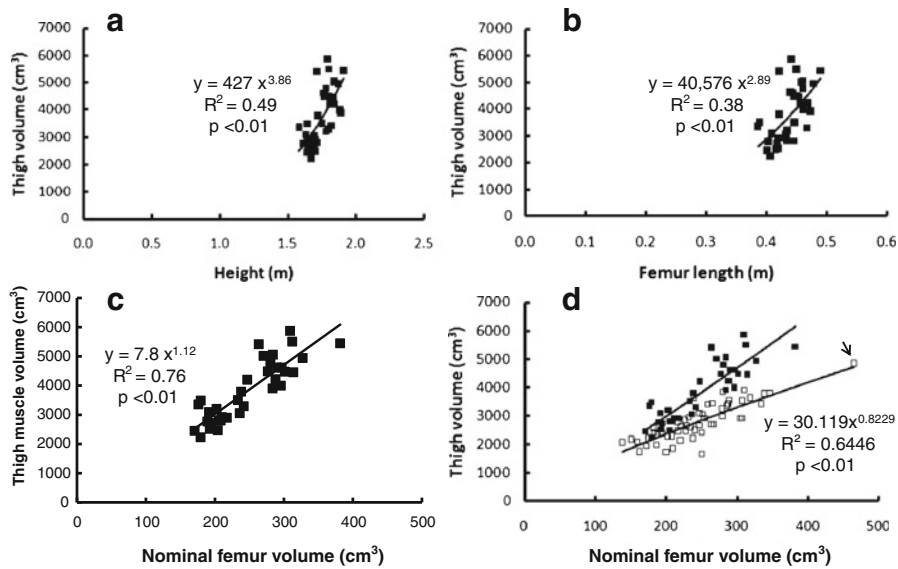 a
Thigh volume (cm³)
7000
6000
5000
4000
3000
2000
1000
0
y = 427 x^3.86
R² = 0.49
p <0.01
0.0 0.5 1.0 1.5 2.0 2.5
Height (m)
b
Thigh volume (cm³)
7000
6000
5000
4000
3000
2000
1000
0
y = 40,576 x^2.89
R² = 0.38
p <0.01
0.0 0.1 0.2 0.3 0.4 0.5 0.6
Femur length (m)
c
Thigh muscle volume (cm³)
7000
6000
5000
4000
3000
2000
1000
0
y = 7.8 x^1.12
R² = 0.76
p <0.01
0 100 200 300 400 500
Nominal femur volume (cm³)
d
Thigh volume (cm³)
7000
6000
5000
4000
3000
2000
1000
0
y = 30.119x^0.8229
R² = 0.6446
p <0.01
0 100 200 300 400 500
Nominal femur volume (cm³)